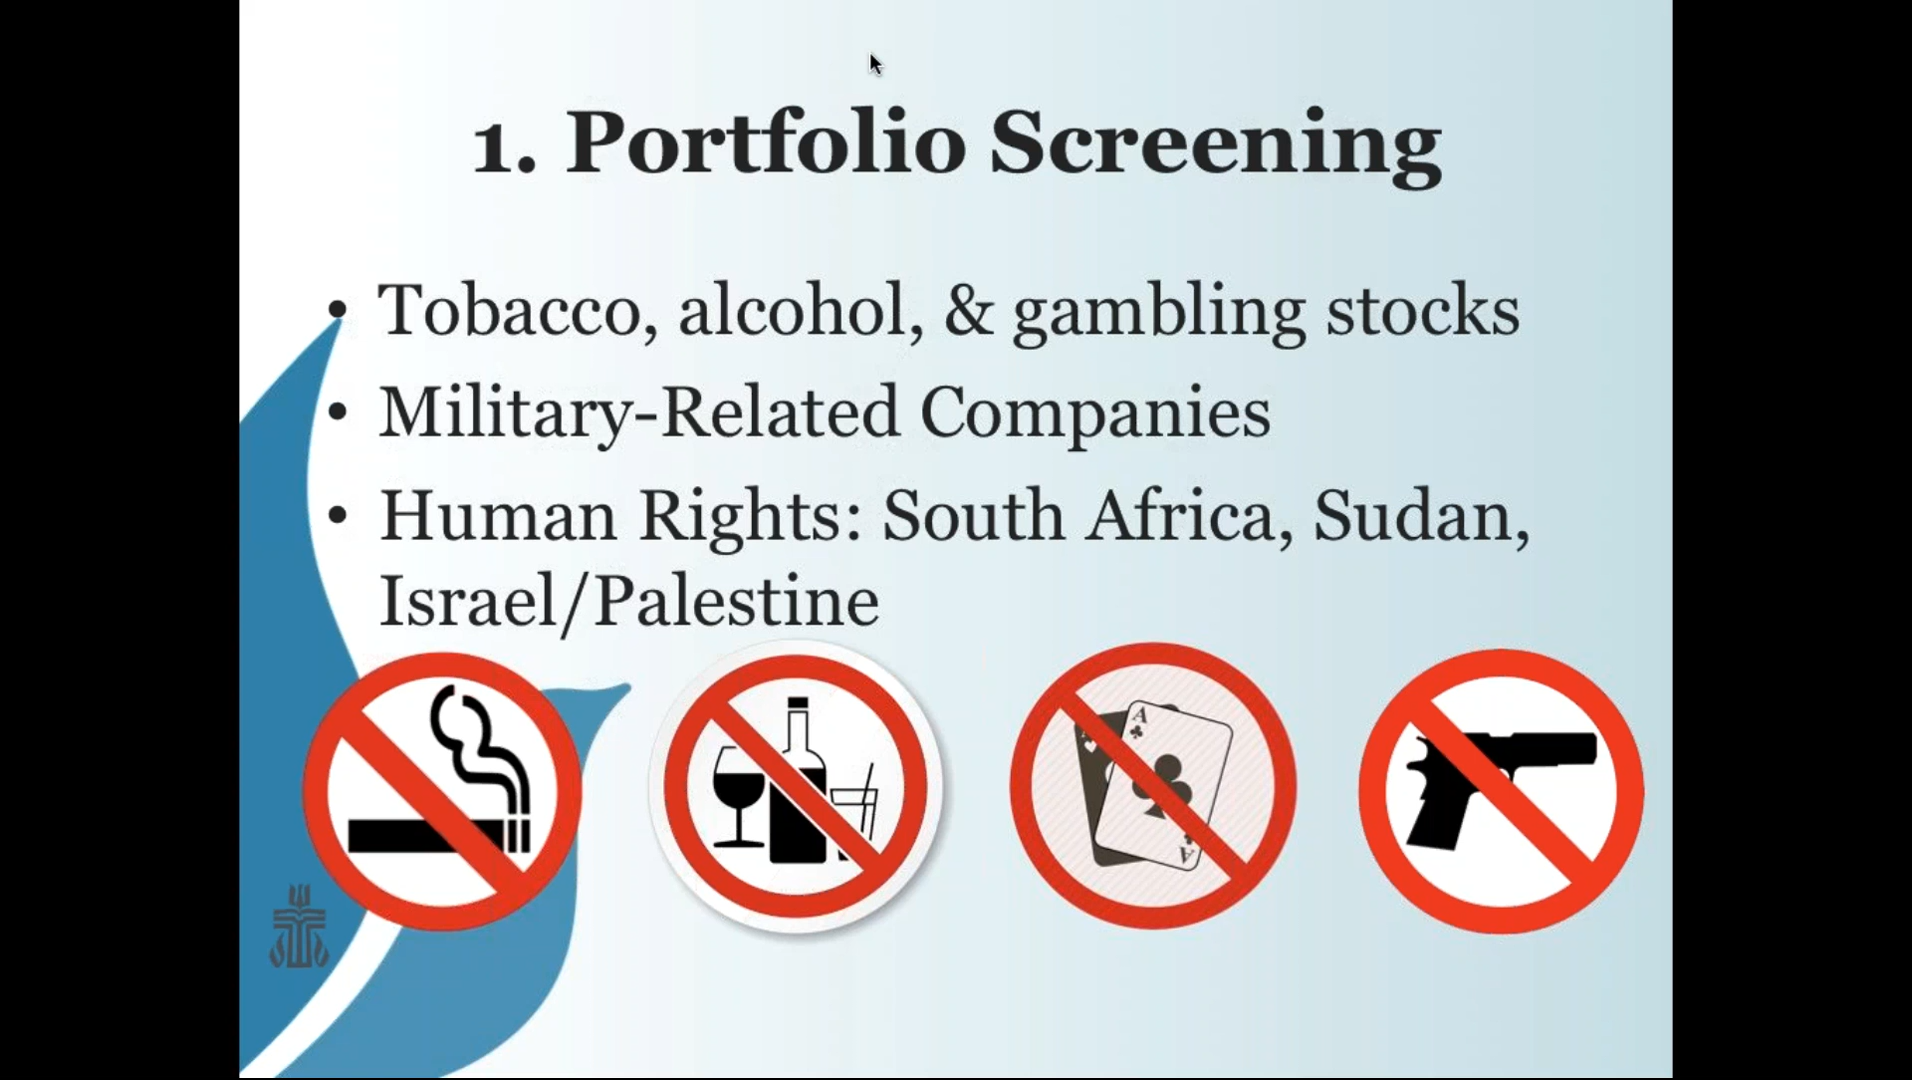 1. Portfolio Screening
• Tobacco, alcohol, & gambling stocks
• Military-Related Companies
• Human Rights: South Africa, Sudan,
Israel/Palestine
A
A